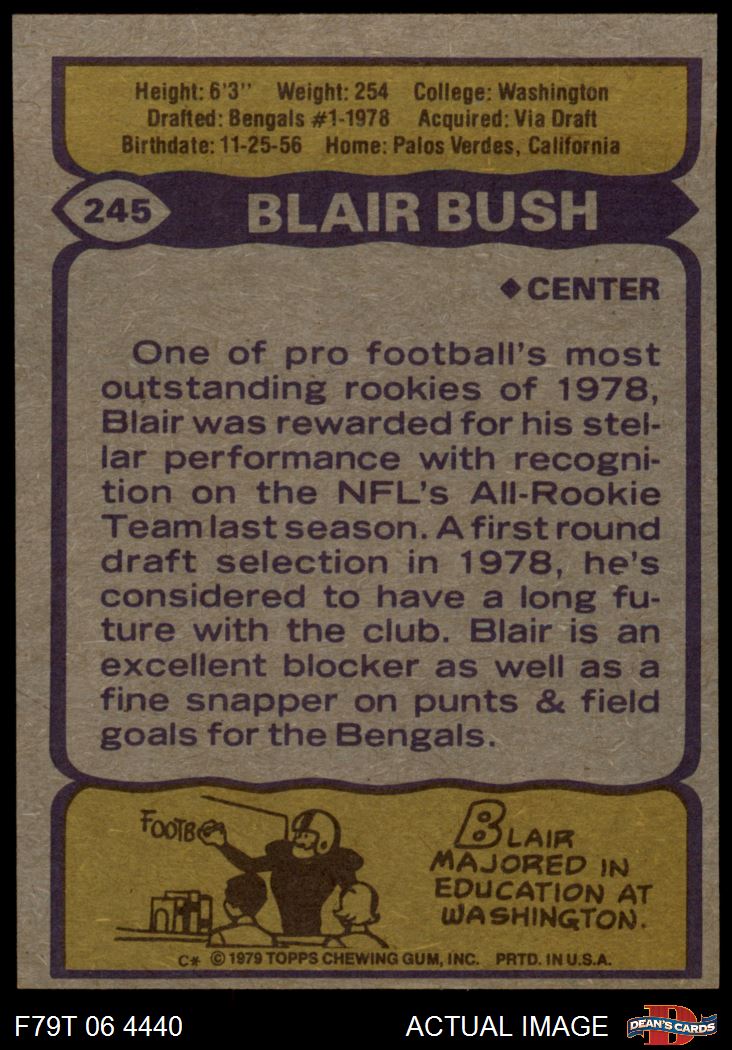 Height: 6'3" Weight: 254 College: Washington
Drafted: Bengals #1-1978 Acquired: Via Draft
Birthdate: 11-25-56 Home: Palos Verdes, California
245 BLAIR BUSH
◆ CENTER
One of pro football's most
outstanding rookies of 1978,
Blair was rewarded for his stel-
lar performance with recogni-
tion on the NFL's All-Rookie
Team last season. A first round
draft selection in 1978, he's
considered to have a long fu-
ture with the club. Blair is an
excellent blocker as well as a
fine snapper on punts & field
goals for the Bengals.
FOOTB
BLAIR
MAJORED IN
EDUCATION AT
WASHINGTON.
C* © 1979 TOPPS CHEWING GUM, INC. PRTD. IN U.S.A.
F79T 06 4440 ACTUAL IMAGE D DEAN'S CARDS